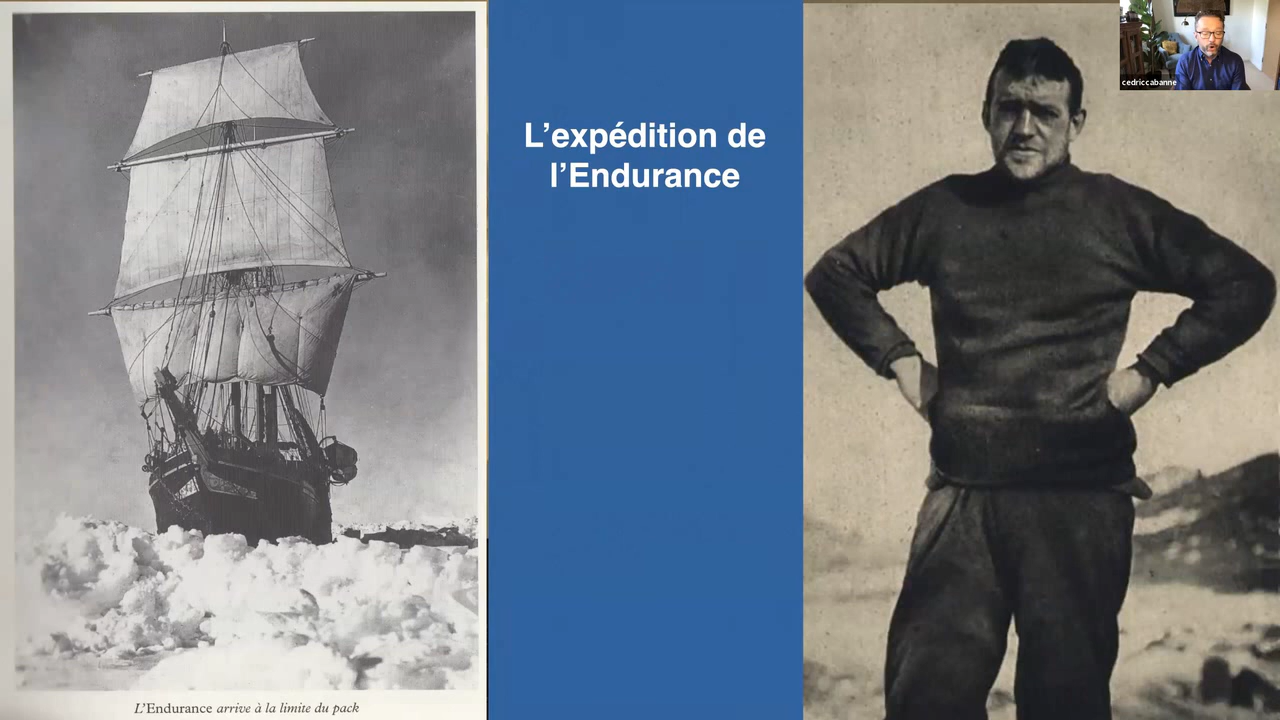 L’expédition de
l’Endurance
cedriccabanne
L’Endurance arrive à la limite du pack